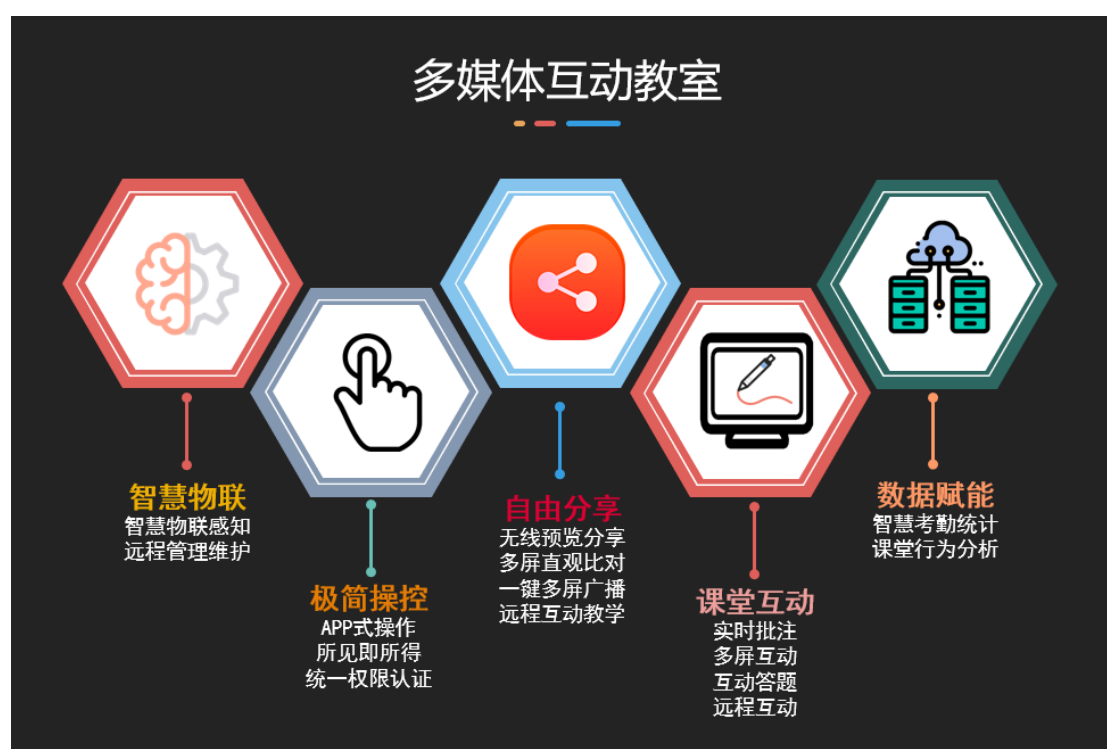 多媒体互动教室
智慧物联
智慧物联感知
远程管理维护
极简操控
APP式操作
所见即所得
统一权限认证
自由分享
无线预览分享
多屏直观比对
一键多屏广播
远程互动教学
课堂互动
实时批注
多屏互动
互动答题
远程互动
数据赋能
智慧考勤统计
课堂行为分析